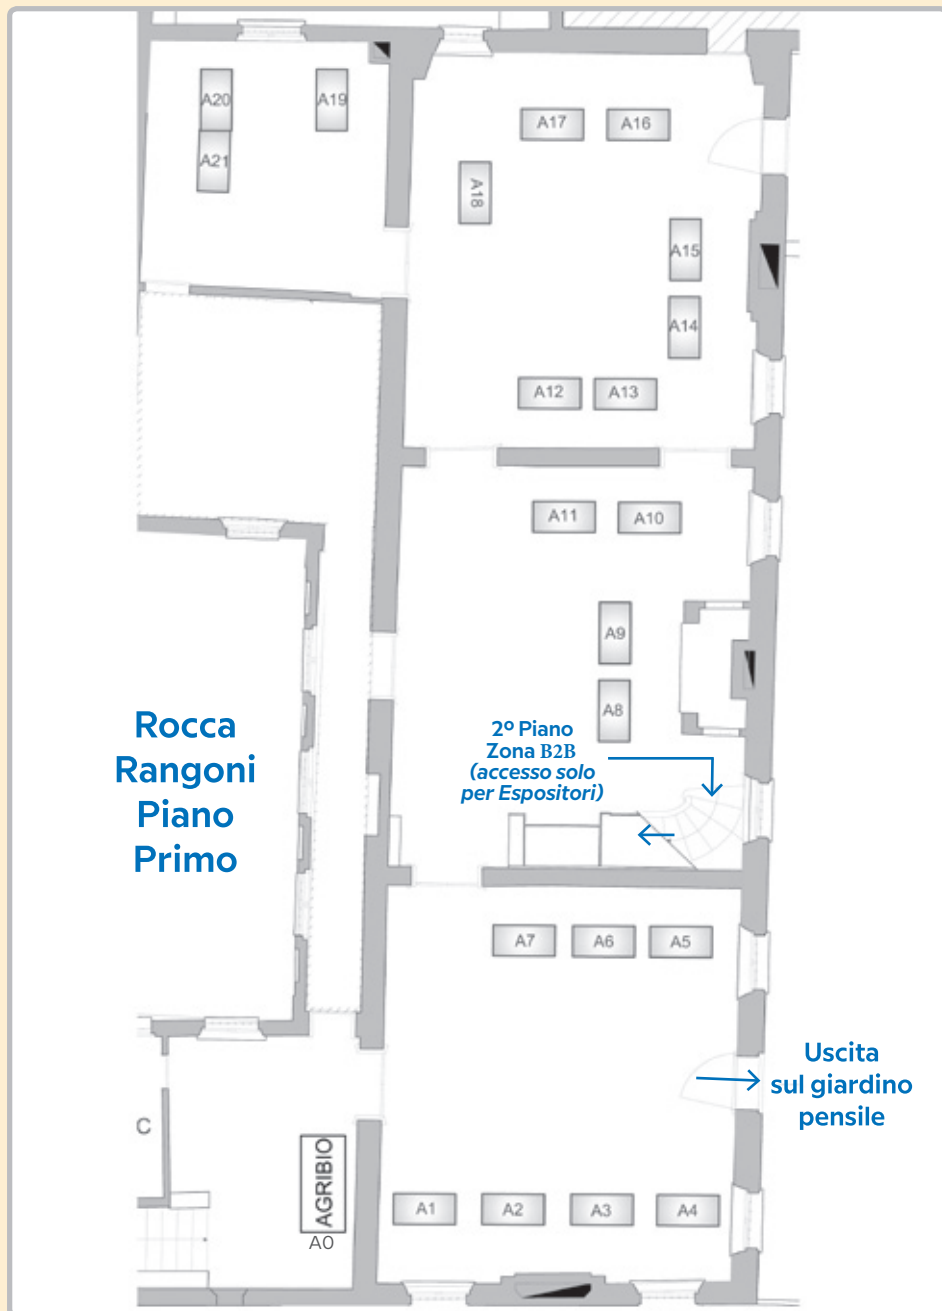 A20
A19
A21
A17
A16
A18
A15
A14
A12
A13
A11
A10
A9
A8
2º Piano
Zona B2B
(accesso solo
per Espositori)
Rocca
Rangoni
Piano
Primo
A7
A6
A5
Uscita
sul giardino
pensile
C
AGRIBIO
A0
A1
A2
A3
A4